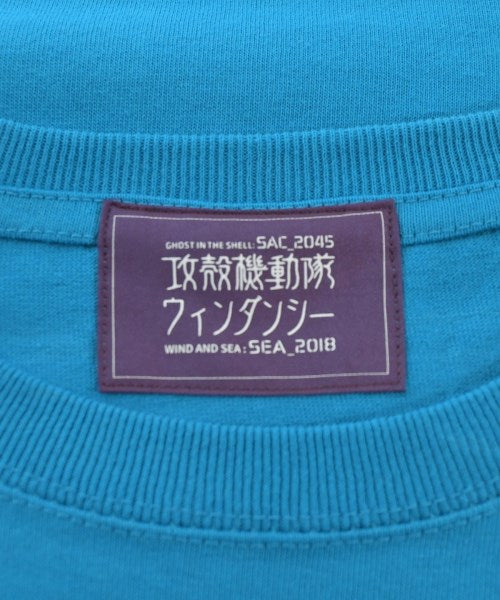 GHOST IN THE SHELL: SAC_2045
攻殻機動隊
ウィンダンシー
WIND AND SEA : SEA_2018